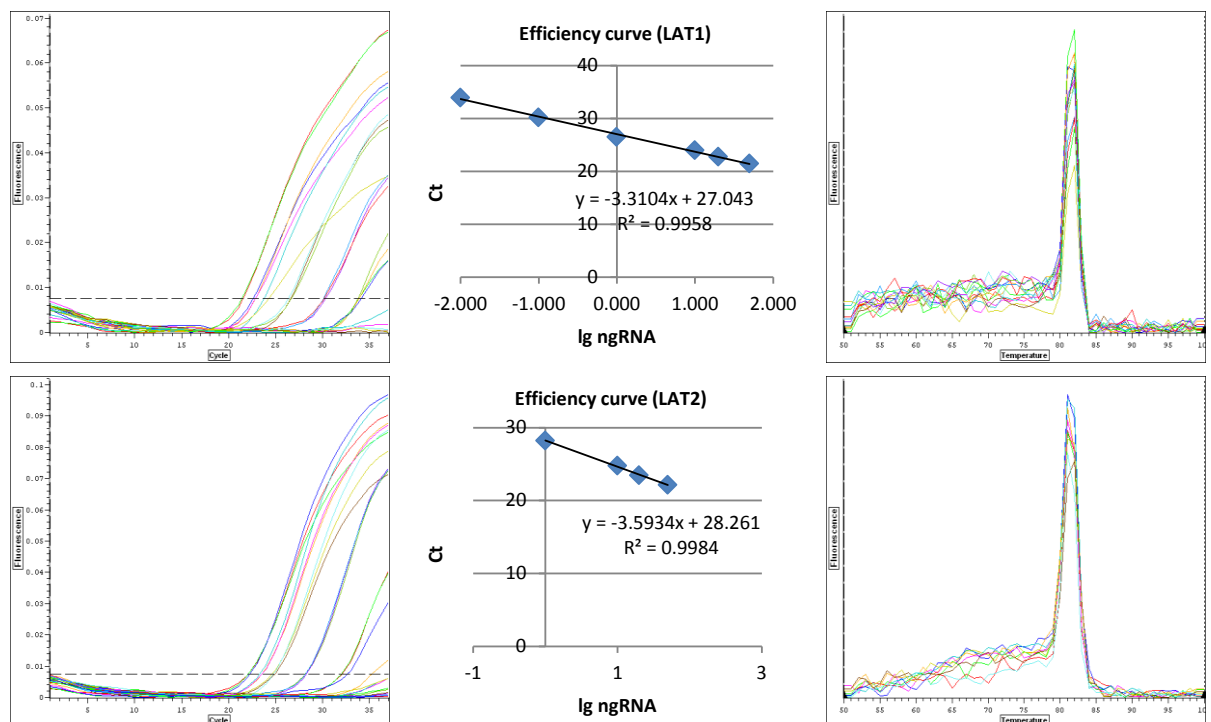 0.07
0.06
0.05
0.04
0.03
0.02
0.01
0
Fluorescence
5 10 15 20 25 30 35
Cycle
Efficiency curve (LAT1)
40
30
20
10
0
Ct
y = -3.3104x + 27.043
R² = 0.9958
-2.000 -1.000 0.000 1.000 2.000
lg ngRNA
Fluorescence
50 55 60 65 70 75 80 85 90 95 100
Temperature
0.1
0.09
0.08
0.07
0.06
0.05
0.04
0.03
0.02
0.01
0
Fluorescence
5 10 15 20 25 30 35
Cycle
Efficiency curve (LAT2)
30
20
10
0
Ct
y = -3.5934x + 28.261
R² = 0.9984
-1 1 3
lg ngRNA
Fluorescence
50 55 60 65 70 75 80 85 90 95 100
Temperature